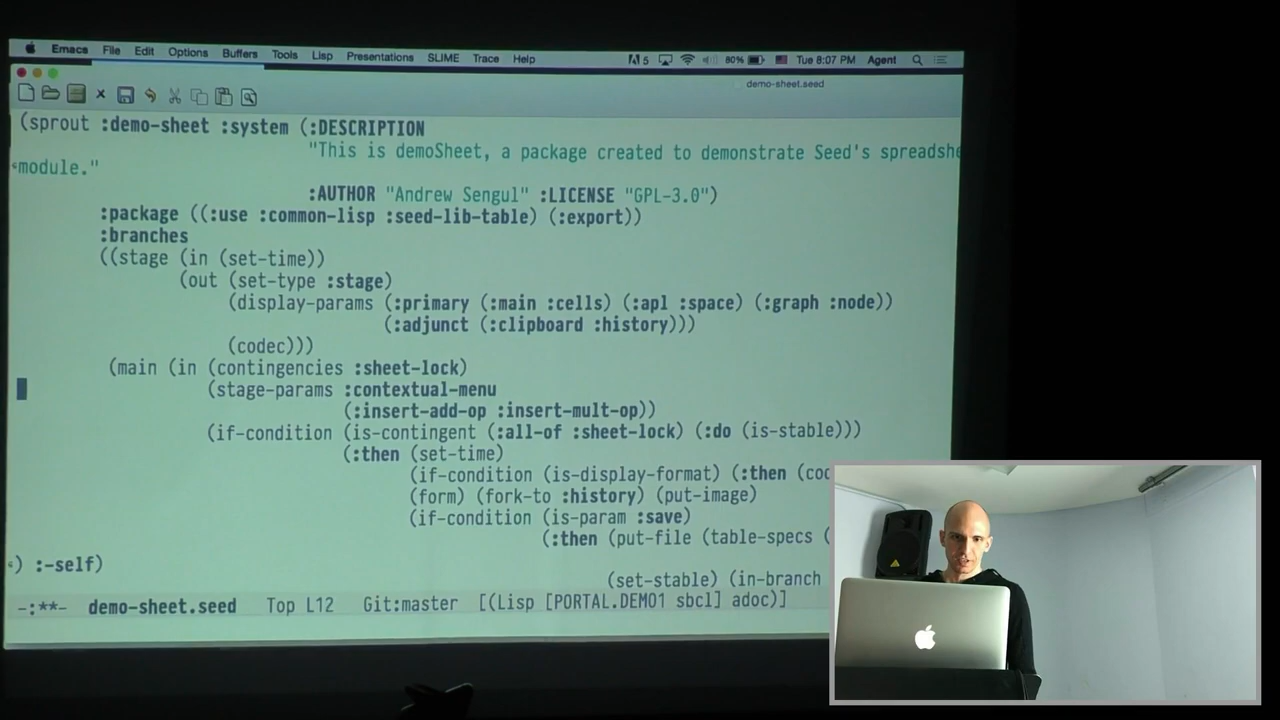 Emacs File Edit Options Buffers Tools Lisp Presentations SLIME Trace Help 5 80% Tue 8:07 PM Agent
demo-sheet.seed
(sprout :demo-sheet :system (:DESCRIPTION
"This is demoSheet, a package created to demonstrate Seed's spreadshe
module."
:AUTHOR "Andrew Sengul" :LICENSE "GPL-3.0")
:package ((:use :common-lisp :seed-lib-table) (:export))
:branches
((stage (in (set-time))
(out (set-type :stage)
(display-params (:primary (:main :cells) (:apl :space) (:graph :node))
(:adjunct (:clipboard :history)))
(codec)))
(main (in (contingencies :sheet-lock)
(stage-params :contextual-menu
(:insert-add-op :insert-mult-op))
(if-condition (is-contingent (:all-of :sheet-lock) (:do (is-stable)))
(:then (set-time)
(if-condition (is-display-format) (:then (cod
(form) (fork-to :history) (put-image)
(if-condition (is-param :save)
(:then (put-file (table-specs (
) :-self)
(set-stable) (in-branch
-:**- demo-sheet.seed Top L12 Git:master [(Lisp [PORTAL.DEMO1 sbcl] adoc)]